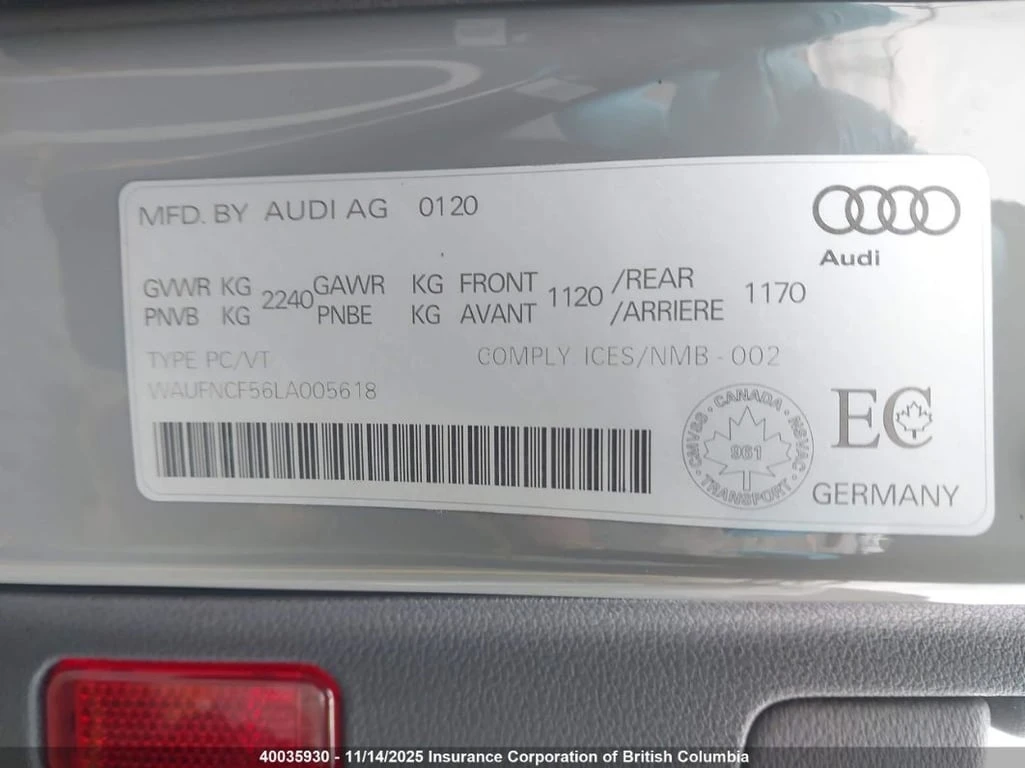 MFD. BY AUDI AG 0120
Audi
GVWR KG 2240 GAWR KG FRONT 1120 /REAR 1170
PNVB KG PNBE KG AVANT /ARRIERE
TYPE PC/VT COMPLY ICES/NMB - 002
WAUFNCF56LA005618
CANADA
CMVSS NSVAC
961
TRANSPORT
EC
GERMANY
40035930 - 11/14/2025 Insurance Corporation of British Columbia